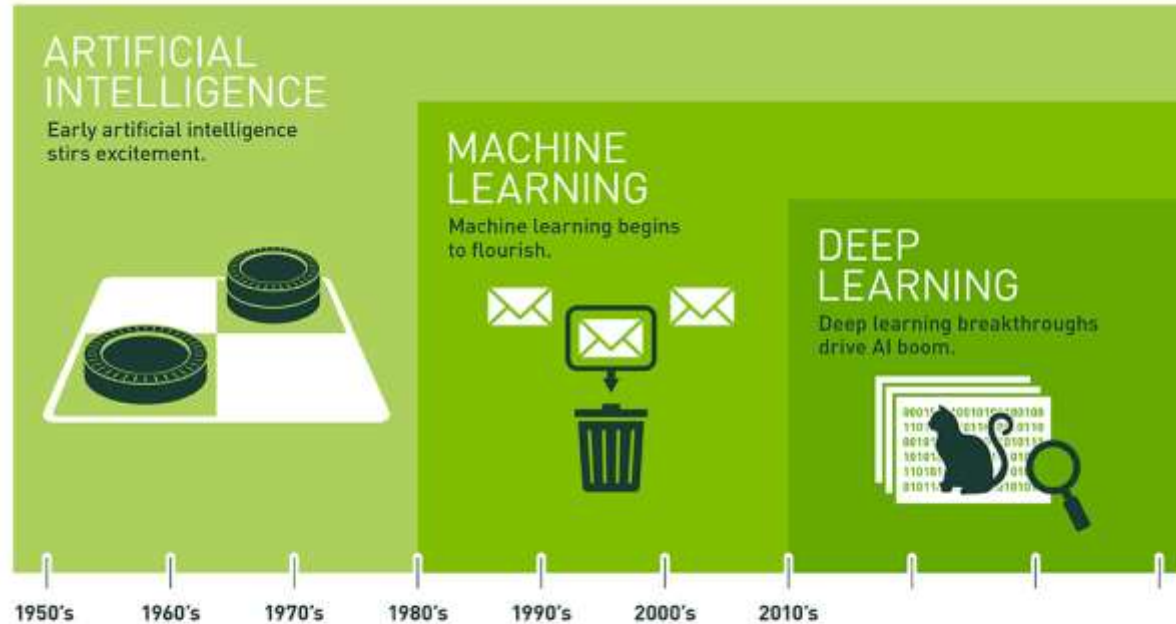 ARTIFICIAL
INTELLIGENCE
Early artificial intelligence
stirs excitement.
MACHINE
LEARNING
Machine learning begins
to flourish.
DEEP
LEARNING
Deep learning breakthroughs
drive AI boom.
1950's 1960's 1970's 1980's 1990's 2000's 2010's